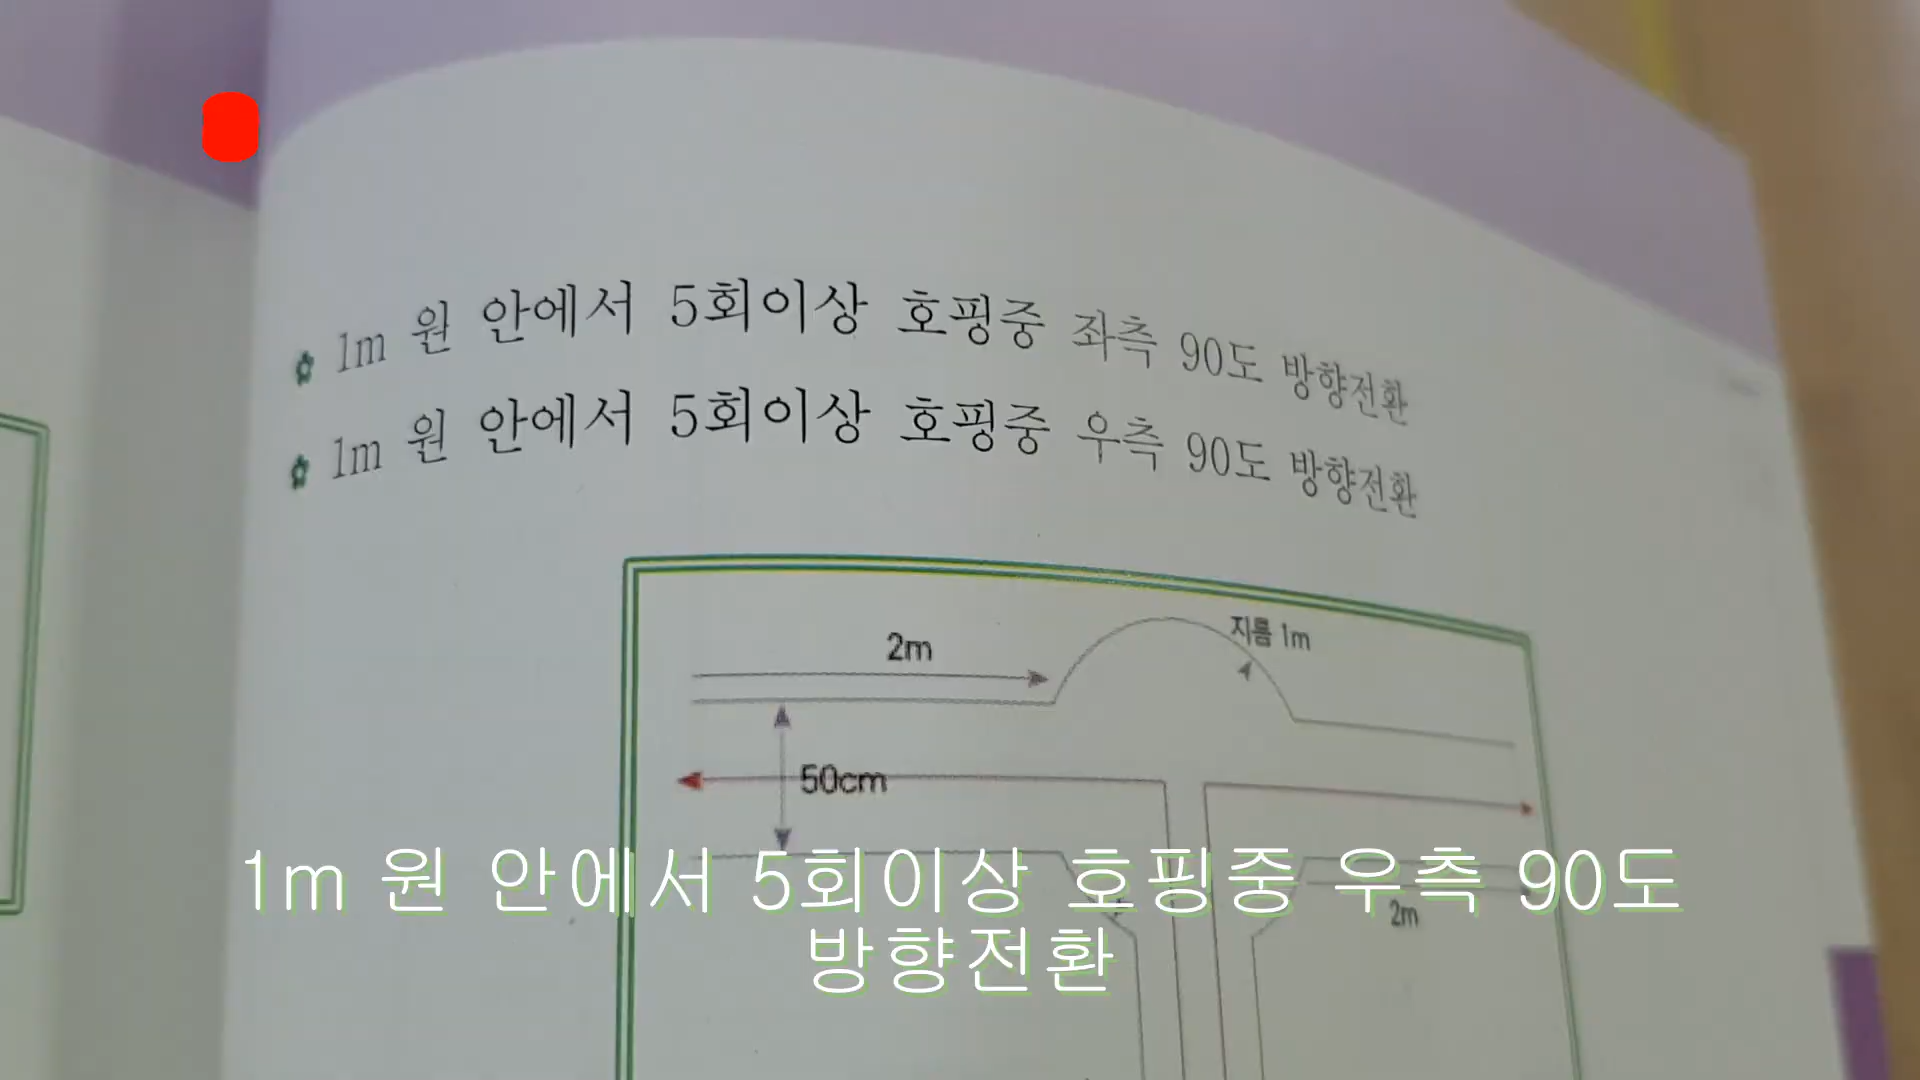 1m 원 안에서 5회이상 호핑중 좌측 90도 방향전환
1m 원 안에서 5회이상 호핑중 우측 90도 방향전환
지름 1m
2m
50cm
2m
1m 원 안에서 5회이상 호핑중 우측 90도
방향전환